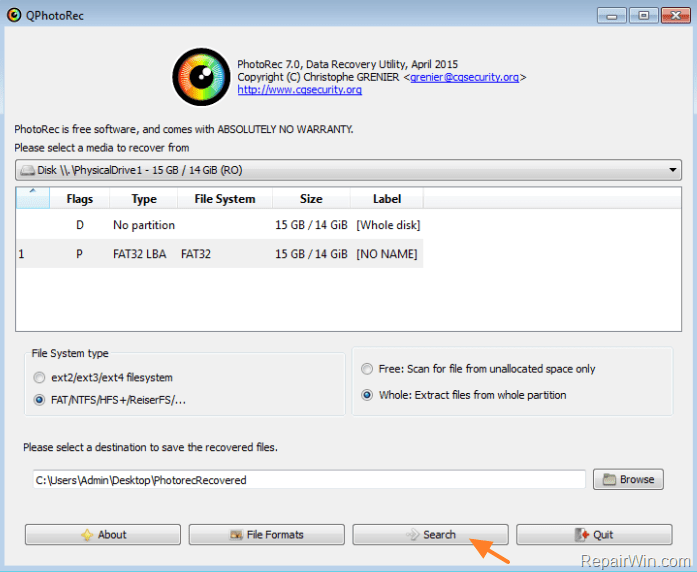 QPhotoRec
PhotoRec 7.0, Data Recovery Utility, April 2015
Copyright (C) Christophe GRENIER <grenier@cgsecurity.org>
http://www.cgsecurity.org
PhotoRec is free software, and comes with ABSOLUTELY NO WARRANTY.
Please select a media to recover from
Disk \\.\PhysicalDrive1 - 15 GB / 14 GiB (RO)
Flags Type File System Size Label
D No partition 15 GB / 14 GiB [Whole disk]
1 P FAT32 LBA FAT32 15 GB / 14 GiB [NO NAME]
File System type
ext2/ext3/ext4 filesystem
FAT/NTFS/HFS+/ReiserFS/...
Free: Scan for file from unallocated space only
Whole: Extract files from whole partition
Please select a destination to save the recovered files.
C:\Users\Admin\Desktop\PhotorecRecovered Browse
About File Formats Search Quit
RepairWin.com